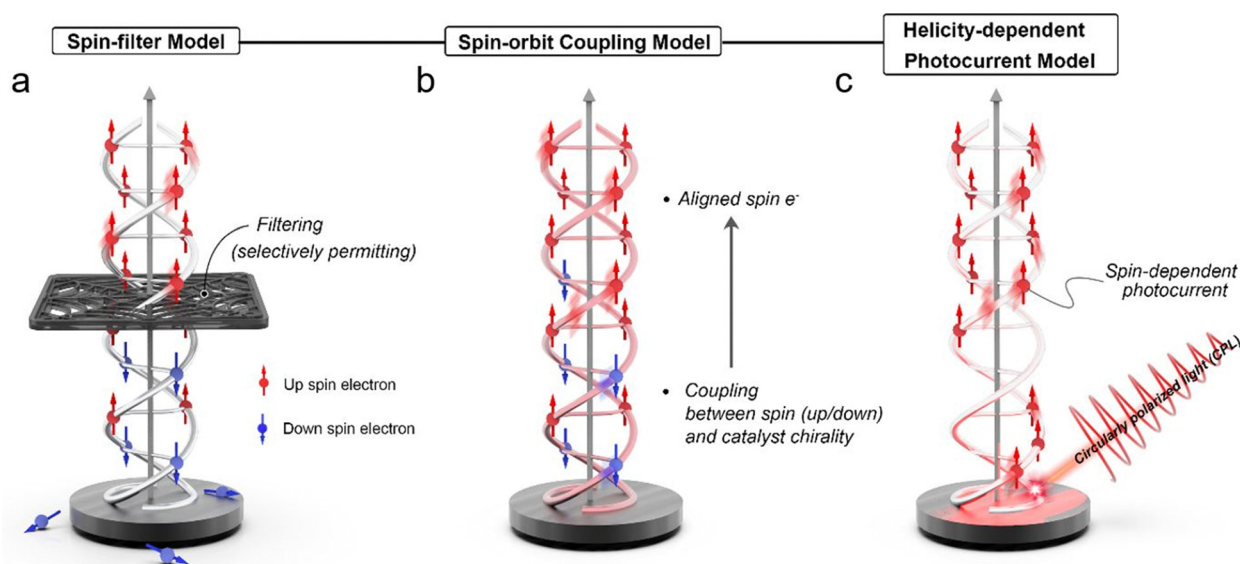 Spin-filter Model
Spin-orbit Coupling Model
Helicity-dependent
Photocurrent Model
a
b
c
Filtering
(selectively permitting)
Up spin electron
Down spin electron
• Aligned spin e-
• Coupling
between spin (up/down)
and catalyst chirality
Spin-dependent
photocurrent
Circularly polarized light (CPL)